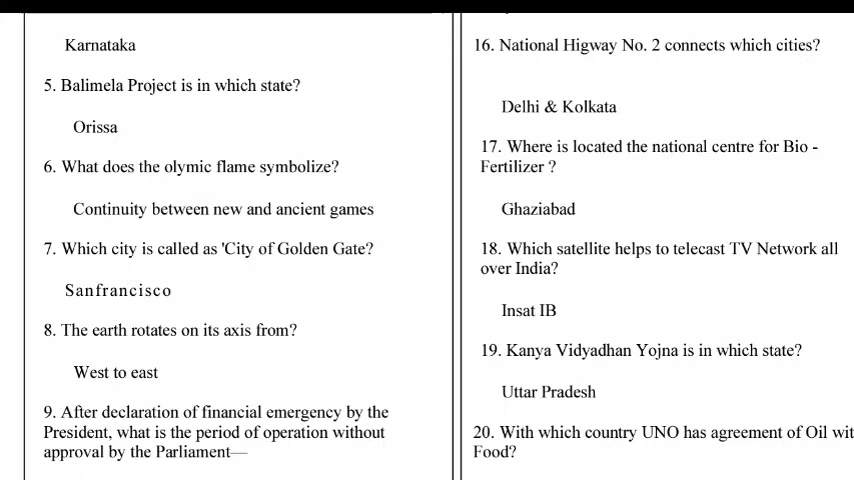 Karnataka
5. Balimela Project is in which state?
Orissa
6. What does the olymic flame symbolize?
Continuity between new and ancient games
7. Which city is called as 'City of Golden Gate?
Sanfrancisco
8. The earth rotates on its axis from?
West to east
9. After declaration of financial emergency by the
President, what is the period of operation without
approval by the Parliament—
16. National Higway No. 2 connects which cities?
Delhi & Kolkata
17. Where is located the national centre for Bio -
Fertilizer ?
Ghaziabad
18. Which satellite helps to telecast TV Network all
over India?
Insat IB
19. Kanya Vidyadhan Yojna is in which state?
Uttar Pradesh
20. With which country UNO has agreement of Oil wit
Food?